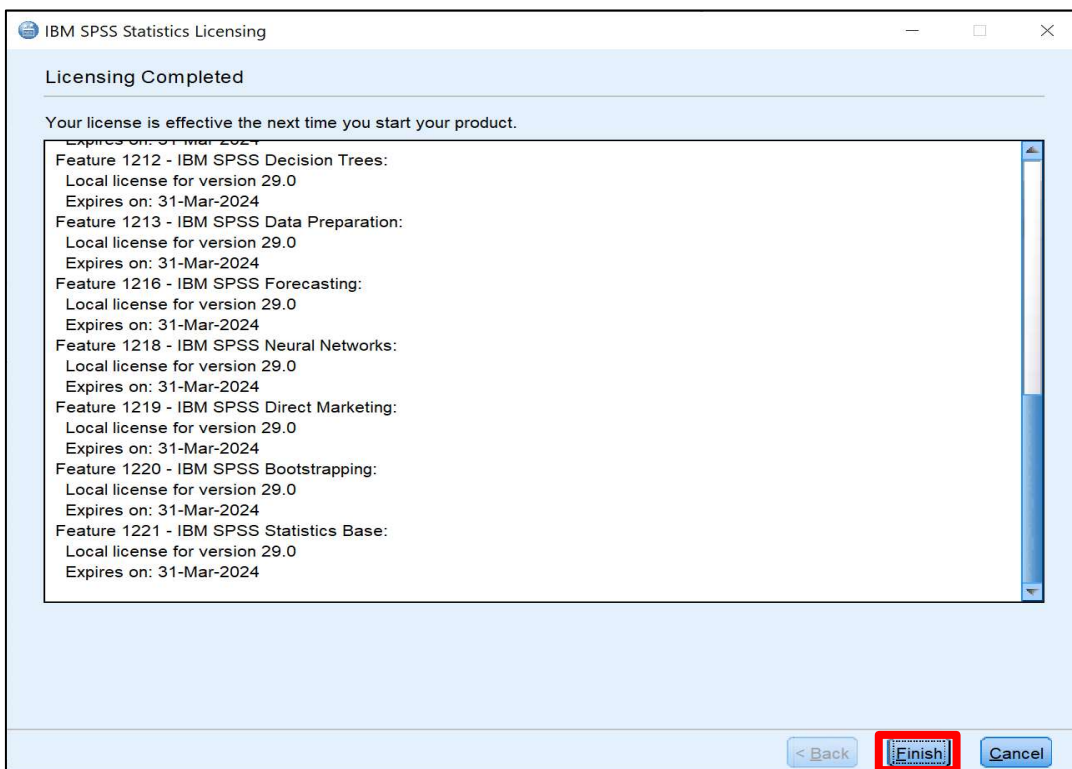 IBM SPSS Statistics Licensing
Licensing Completed
Your license is effective the next time you start your product.
Expires on: 31-Mar-2024
Feature 1212 - IBM SPSS Decision Trees:
Local license for version 29.0
Expires on: 31-Mar-2024
Feature 1213 - IBM SPSS Data Preparation:
Local license for version 29.0
Expires on: 31-Mar-2024
Feature 1216 - IBM SPSS Forecasting:
Local license for version 29.0
Expires on: 31-Mar-2024
Feature 1218 - IBM SPSS Neural Networks:
Local license for version 29.0
Expires on: 31-Mar-2024
Feature 1219 - IBM SPSS Direct Marketing:
Local license for version 29.0
Expires on: 31-Mar-2024
Feature 1220 - IBM SPSS Bootstrapping:
Local license for version 29.0
Expires on: 31-Mar-2024
Feature 1221 - IBM SPSS Statistics Base:
Local license for version 29.0
Expires on: 31-Mar-2024
< Back Finish Cancel